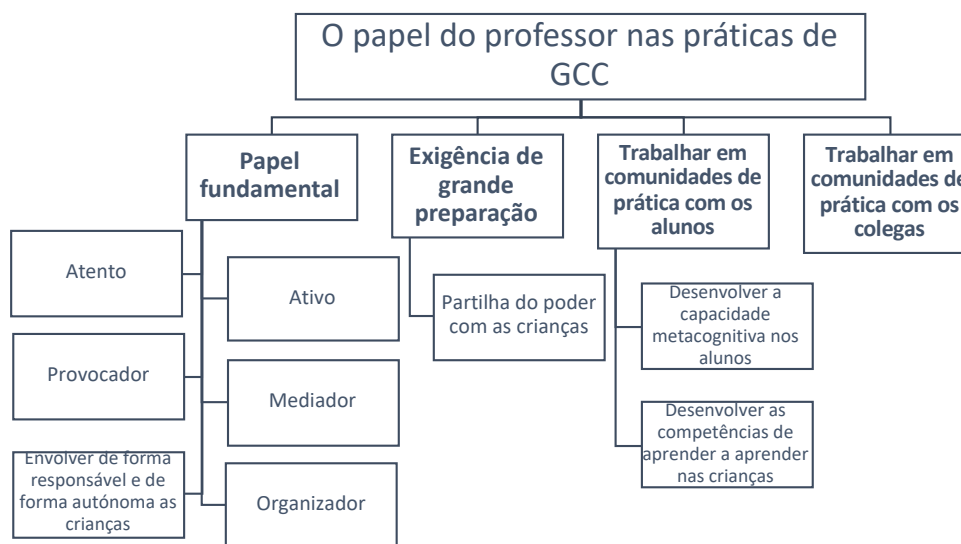 O papel do professor nas práticas de
GCC
Papel
fundamental
Exigência de
grande
preparação
Trabalhar em
comunidades de
prática com os
alunos
Trabalhar em
comunidades de
prática com os
colegas
Atento
Ativo
Provocador
Mediador
Envolver de forma
responsável e de
forma autónoma as
crianças
Organizador
Partilha do poder
com as crianças
Desenvolver a
capacidade
metacognitiva nos
alunos
Desenvolver as
competências de
aprender a aprender
nas crianças